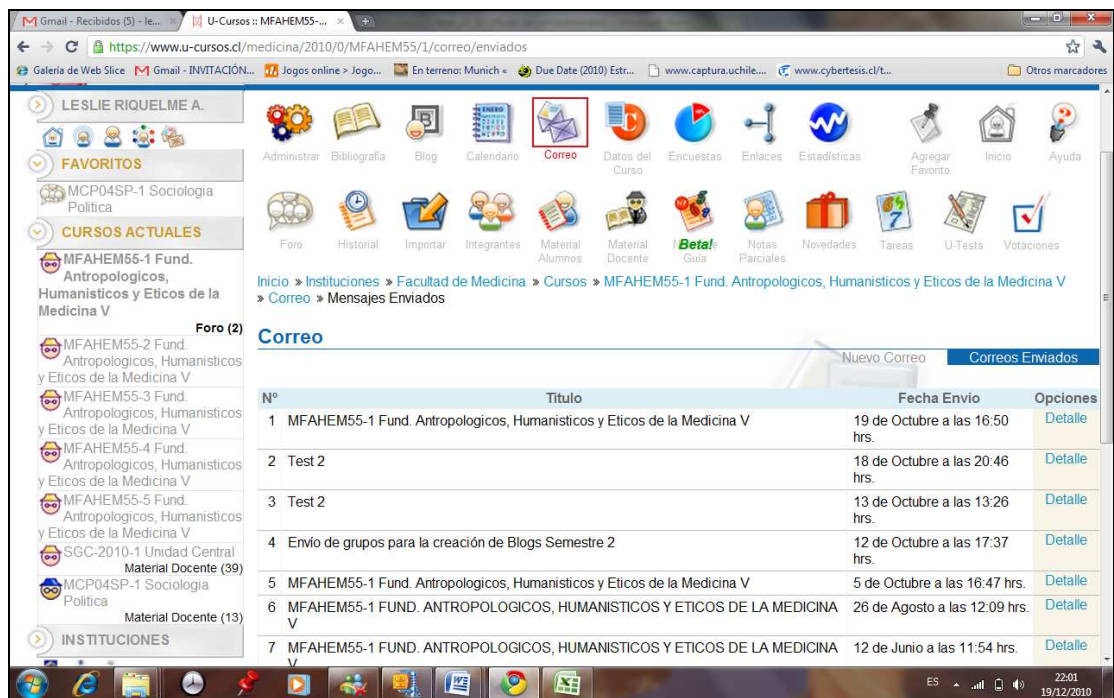 Gmail - Recibidos (5) - le...
U-Cursos :: MFAHEM55-...
https://www.u-cursos.cl/medicina/2010/0/MFAHEM55/1/correo/enviados
Galería de Web Slice
Gmail - INVITACIÓN...
Jogos online > Jogo...
En terreno: Munich «
Due Date (2010) Estr...
www.captura.uchile....
www.cybertesis.cl/t...
Otros marcadores
LESLIE RIQUELME A.
FAVORITOS
MCP04SP-1 Sociologia
Politica
CURSOS ACTUALES
MFAHEM55-1 Fund.
Antropologicos,
Humanisticos y Eticos de la
Medicina V
Foro (2)
MFAHEM55-2 Fund.
Antropologicos, Humanisticos
y Eticos de la Medicina V
MFAHEM55-3 Fund.
Antropologicos, Humanisticos
y Eticos de la Medicina V
MFAHEM55-4 Fund.
Antropologicos, Humanisticos
y Eticos de la Medicina V
MFAHEM55-5 Fund.
Antropologicos, Humanisticos
y Eticos de la Medicina V
SGC-2010-1 Unidad Central
Material Docente (39)
MCP04SP-1 Sociologia
Politica
Material Docente (13)
INSTITUCIONES
Administrar
Bibliografía
Blog
Calendario
Correo
Datos del
Curso
Encuestas
Enlaces
Estadísticas
Agregar
Favorito
Inicio
Ayuda
Foro
Historial
Importar
Integrantes
Material
Alumnos
Material
Docente
Beta!
Guía
Notas
Parciales
Novedades
Tareas
U-Tests
Votaciones
Inicio » Instituciones » Facultad de Medicina » Cursos » MFAHEM55-1 Fund. Antropologicos, Humanisticos y Eticos de la Medicina V
» Correo » Mensajes Enviados
Correo
Nuevo Correo
Correos Enviados
Nº Título Fecha Envio Opciones
1 MFAHEM55-1 Fund. Antropologicos, Humanisticos y Eticos de la Medicina V 19 de Octubre a las 16:50 Detalle
hrs.
2 Test 2 18 de Octubre a las 20:46 Detalle
hrs.
3 Test 2 13 de Octubre a las 13:26 Detalle
hrs.
4 Envío de grupos para la creación de Blogs Semestre 2 12 de Octubre a las 17:37 Detalle
hrs.
5 MFAHEM55-1 Fund. Antropologicos, Humanisticos y Eticos de la Medicina V 5 de Octubre a las 16:47 hrs. Detalle
6 MFAHEM55-1 FUND. ANTROPOLOGICOS, HUMANISTICOS Y ETICOS DE LA MEDICINA 26 de Agosto a las 12:09 hrs. Detalle
V
7 MFAHEM55-1 FUND. ANTROPOLOGICOS, HUMANISTICOS Y ETICOS DE LA MEDICINA 12 de Junio a las 11:54 hrs. Detalle
V
ES
22:01
19/12/2010